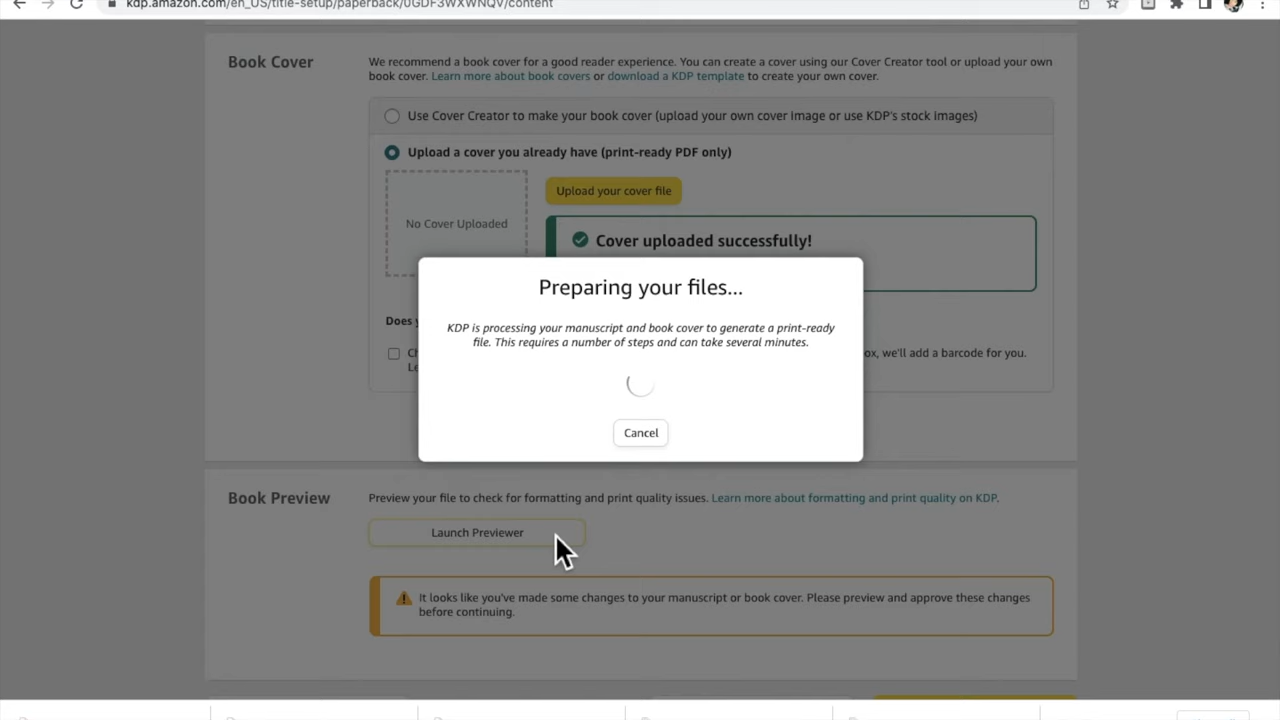 kdp.amazon.com/en_US/title-setup/paperback/0GDF3WXWNQV/content
Book Cover
We recommend a book cover for a good reader experience. You can create a cover using our Cover Creator tool or upload your own
book cover. Learn more about book covers or download a KDP template to create your own cover.
Use Cover Creator to make your book cover (upload your own cover image or use KDP's stock images)
Upload a cover you already have (print-ready PDF only)
Upload your cover file
No Cover Uploaded
Cover uploaded successfully!
Preparing your files...
KDP is processing your manuscript and book cover to generate a print-ready
file. This requires a number of steps and can take several minutes.
Does
we'll add a barcode for you.
Cancel
Book Preview
Preview your file to check for formatting and print quality issues. Learn more about formatting and print quality on KDP.
Launch Previewer
It looks like you've made some changes to your manuscript or book cover. Please preview and approve these changes
before continuing.